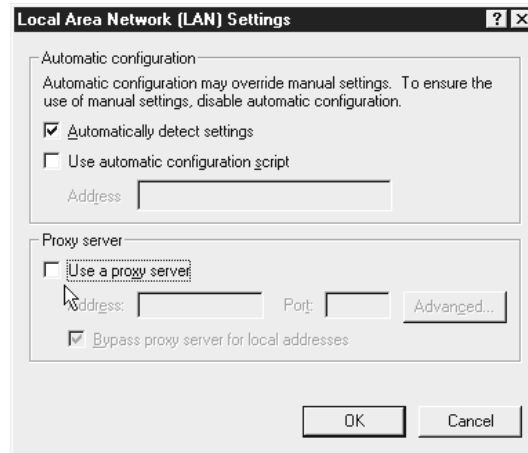 Local Area Network (LAN) Settings
Automatic configuration
Automatic configuration may override manual settings. To ensure the
use of manual settings, disable automatic configuration.
Automatically detect settings
Use automatic configuration script
Address
Proxy server
Use a proxy server
Address: Port: Advanced...
Bypass proxy server for local addresses
OK Cancel